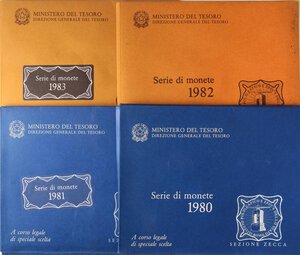 MINISTERO DEL TESORO
DIREZIONE GENERALE DEL TESORO
Serie di monete
1983
MINISTERO DEL TESORO
DIREZIONE GENERALE DEL TESORO
Serie di monete
1982
MINISTERO DEL TESORO
DIREZIONE GENERALE DEL TESORO
Serie di monete
1981
A corso legale
di speciale scelta
SE
MINISTERO DEL TESORO
DIREZIONE GENERALE DEL TESORO
Serie di monete
1980
A corso legale
di speciale scelta
SEZIONE ZECCA